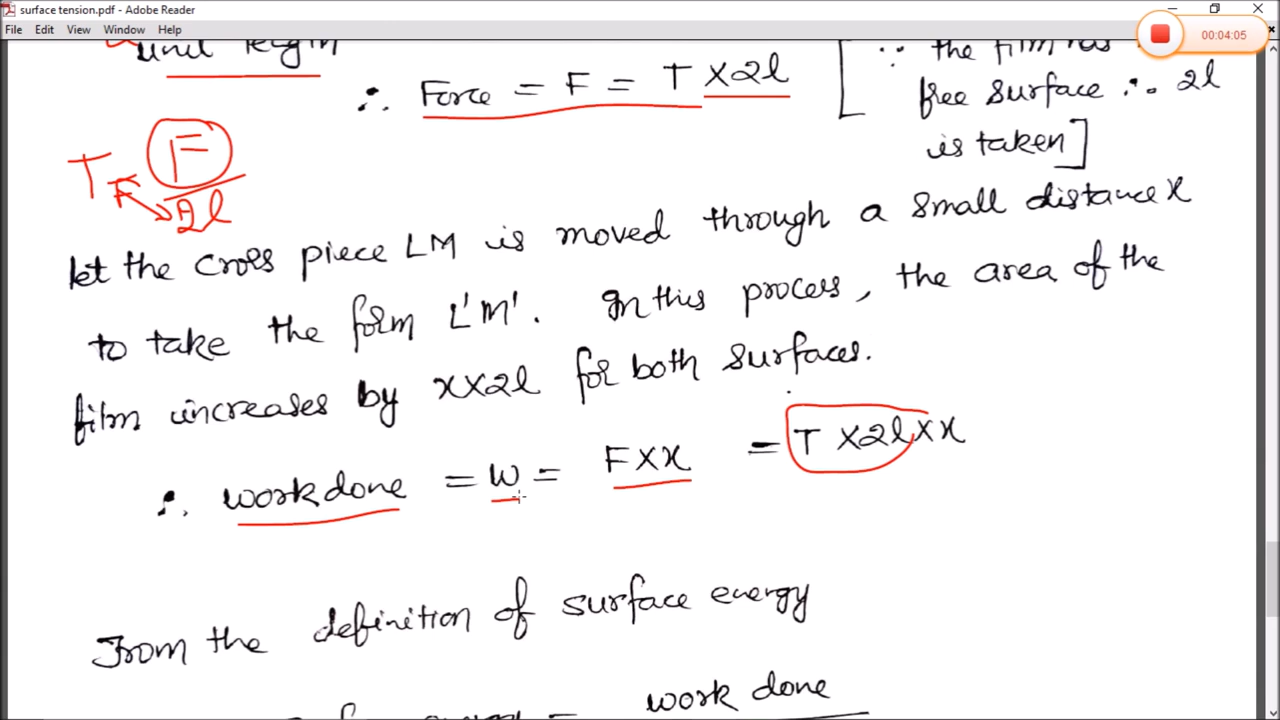 surface tension.pdf - Adobe Reader
File Edit View Window Help
00:04:05
unit length
∴ Force = F = T X 2l
[∵ the film has
free surface ∴ 2l
is taken]
T F F
2l
let the cross piece LM is moved through a small distance x
to take the form L'M'. In this process, the area of the
film increases by x X 2l for both surfaces.
∴ work done = W = F X x = T X 2l X x
From the definition of surface energy
= work done